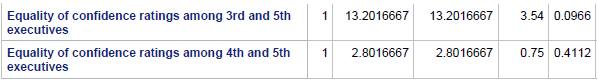 Equality of confidence ratings among 3rd and 5th 1 13.2016667 13.2016667 3.54 0.0966
executives
Equality of confidence ratings among 4th and 5th 1 2.8016667 2.8016667 0.75 0.4112
executives